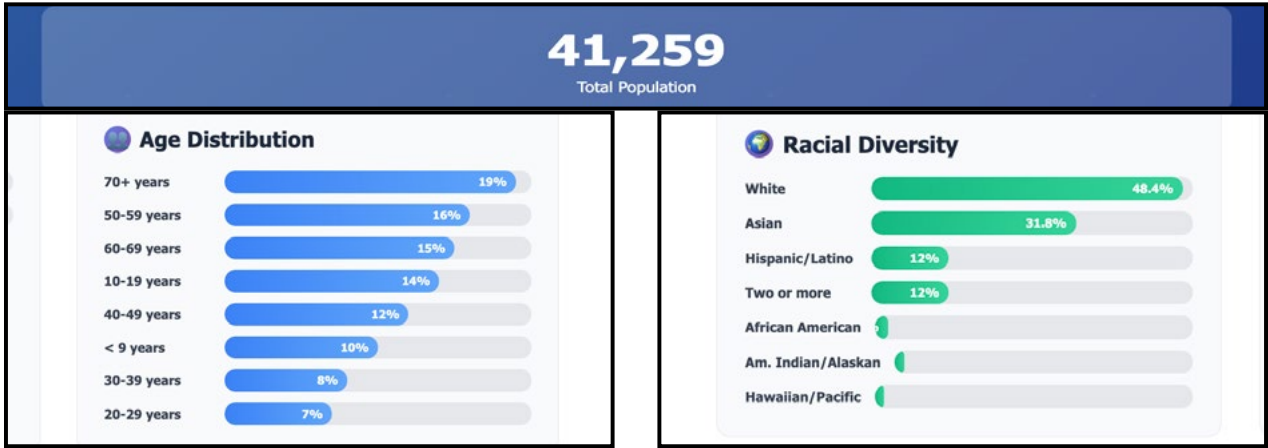 41,259
Total Population
Age Distribution
70+ years 19%
50-59 years 16%
60-69 years 15%
10-19 years 14%
40-49 years 12%
< 9 years 10%
30-39 years 8%
20-29 years 7%
Racial Diversity
White 48.4%
Asian 31.8%
Hispanic/Latino 12%
Two or more 12%
African American
Am. Indian/Alaskan
Hawaiian/Pacific